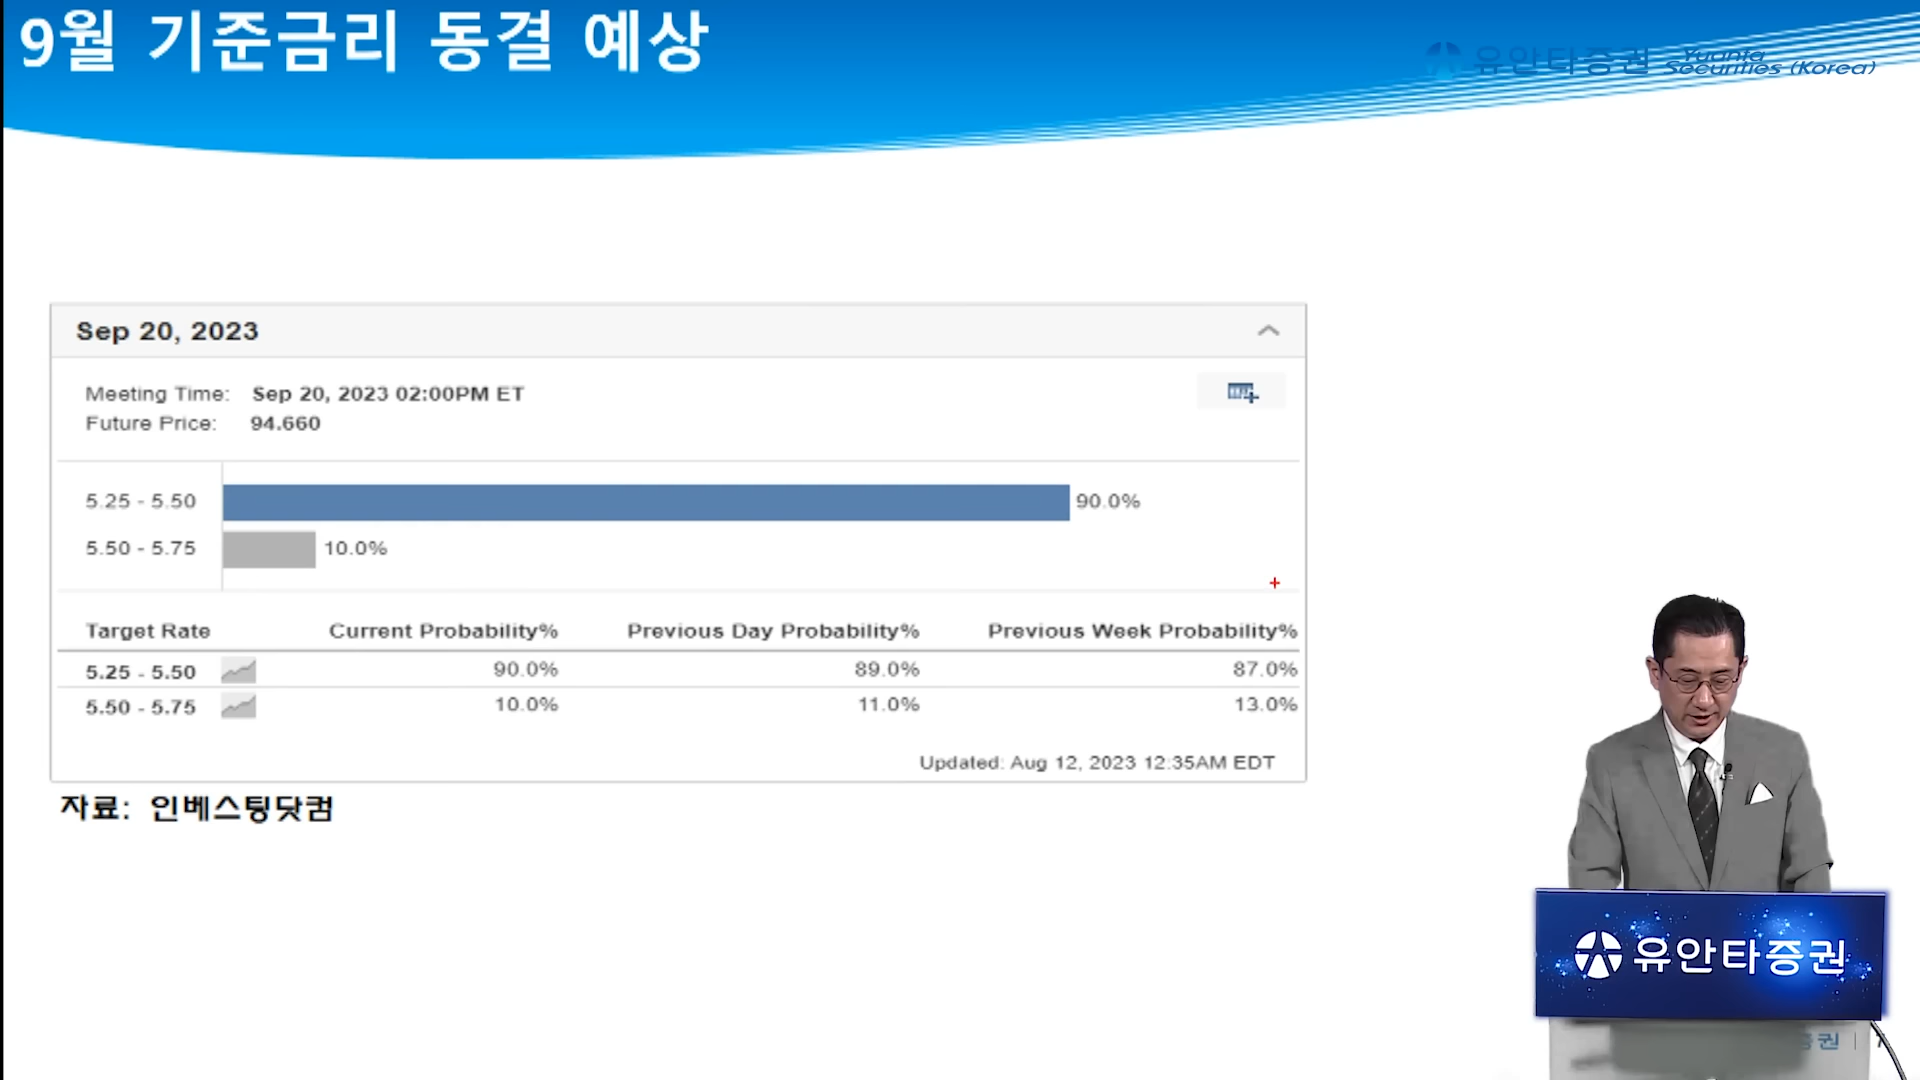 9월 기준금리 동결 예상
유안타증권 Yuanta Securities (Korea)
Sep 20, 2023
Meeting Time: Sep 20, 2023 02:00PM ET
Future Price: 94.660
5.25 - 5.50 90.0%
5.50 - 5.75 10.0%
Target Rate Current Probability% Previous Day Probability% Previous Week Probability%
5.25 - 5.50 90.0% 89.0% 87.0%
5.50 - 5.75 10.0% 11.0% 13.0%
Updated: Aug 12, 2023 12:35AM EDT
자료: 인베스팅닷컴
유안타증권